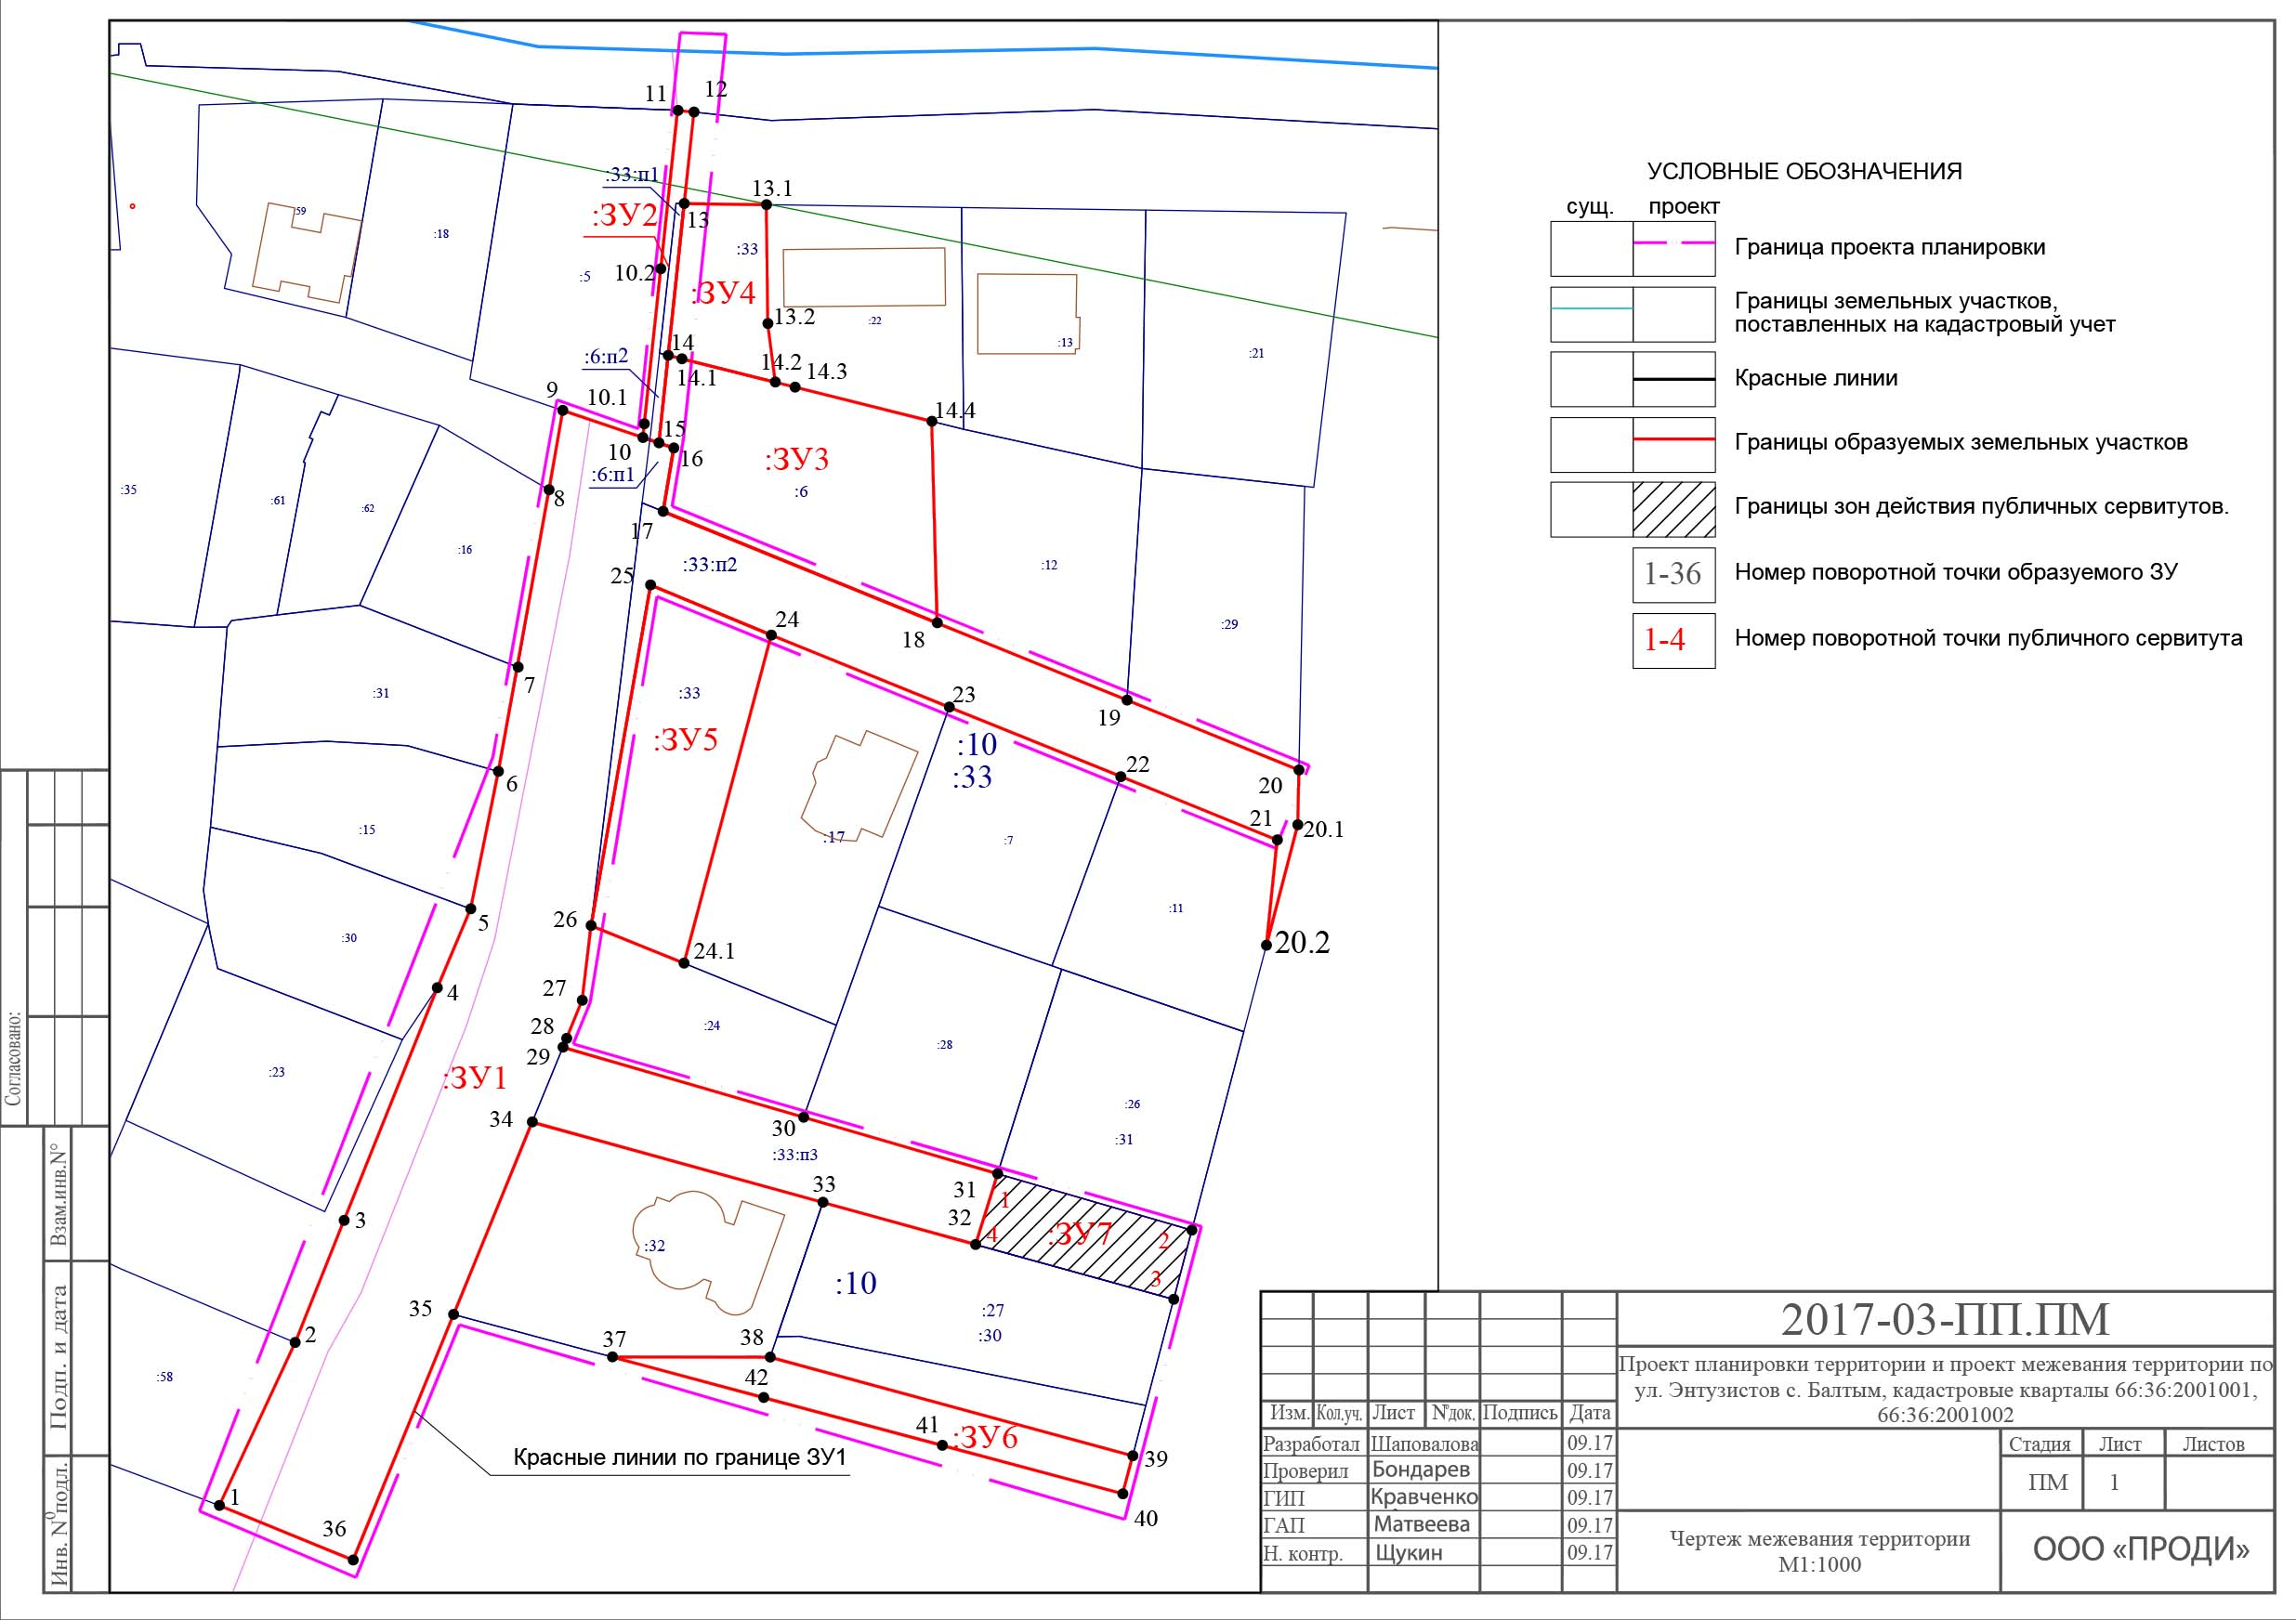 11
12
:33:п1
13.1
:ЗУ2
13
59
:18
:33
:5
10.2
:ЗУ4
13.2
:22
:13
:21
14
:6:п2
14.1
14.2
14.3
9
10.1
14.4
15
10
16
:6:п1
:ЗУ3
:6
:35
:61
:62
8
17
:16
:12
25
:33:п2
24
18
:29
7
:31
:33
23
19
:ЗУ5
:10
:33
6
22
20
21
20.1
:15
:17
:7
26
5
:11
:30
24.1
20.2
4
27
28
29
:24
:28
:23
:ЗУ1
34
30
:26
:31
:33:п3
33
31
32
1
2
3
4
:ЗУ7
3
:32
:10
35
:27
:30
2
37
38
:58
42
41
:ЗУ6
39
40
Красные линии по границе ЗУ1
1
36
УСЛОВНЫЕ ОБОЗНАЧЕНИЯ
сущ. проект
Граница проекта планировки
Границы земельных участков,
поставленных на кадастровый учет
Красные линии
Границы образуемых земельных участков
Границы зон действия публичных сервитутов.
1-36 Номер поворотной точки образуемого ЗУ
1-4 Номер поворотной точки публичного сервитута
Согласовано:
Взам.инв.N°
Подп. и дата
Инв. N0 подл.
2017-03-ПП.ПМ
Проект планировки территории и проект межевания территории по
ул. Энтузистов с. Балтым, кадастровые кварталы 66:36:2001001,
66:36:2001002
Изм. Кол.уч. Лист №док. Подпись Дата
Разработал Шаповалова 09.17
Проверил Бондарев 09.17
ГИП Кравченко 09.17
ГАП Матвеева 09.17
Н. контр. Щукин 09.17
Стадия Лист Листов
ПМ 1
Чертеж межевания территории
М1:1000
ООО «ПРОДИ»